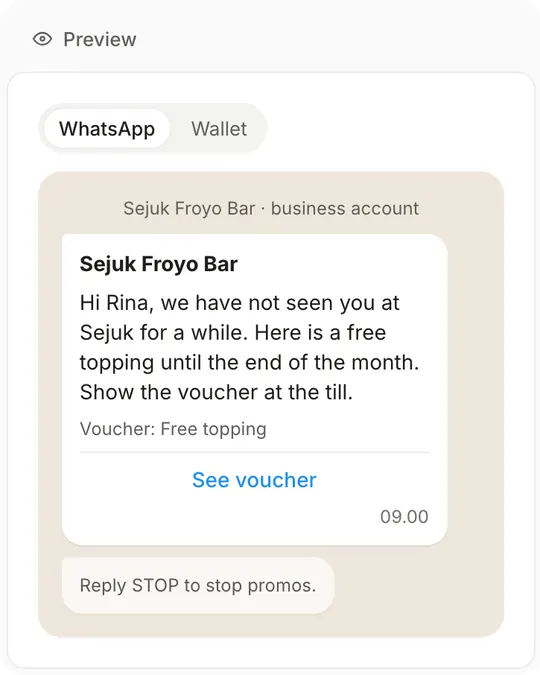 Preview
WhatsApp
Wallet
Sejuk Froyo Bar · business account
Sejuk Froyo Bar
Hi Rina, we have not seen you at
Sejuk for a while. Here is a free
topping until the end of the month.
Show the voucher at the till.
Voucher: Free topping
See voucher
09.00
Reply STOP to stop promos.